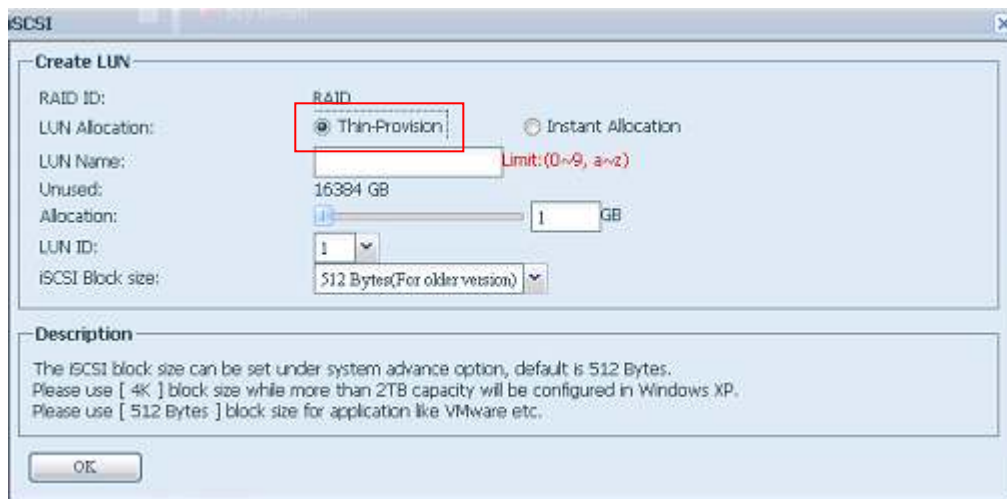 iSCSI
Create LUN
RAID ID: RAID
LUN Allocation: Thin-Provision Instant Allocation
LUN Name: Limit:(0~9, a~z)
Unused: 16384 GB
Allocation: 1 GB
LUN ID: 1
iSCSI Block size: 512 Bytes(For older version)
Description
The iSCSI block size can be set under system advance option, default is 512 Bytes.
Please use [ 4K ] block size while more than 2TB capacity will be configured in Windows XP.
Please use [ 512 Bytes ] block size for application like VMware etc.
OK